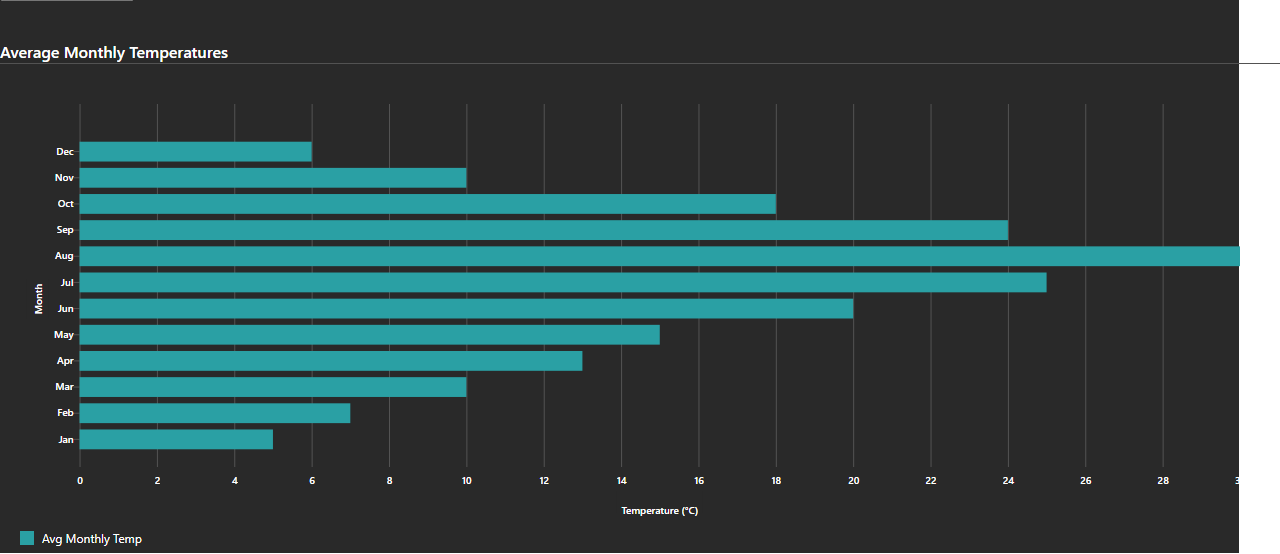 Average Monthly Temperatures
Dec
Nov
Oct
Sep
Aug
Jul
Month
Jun
May
Apr
Mar
Feb
Jan
0 2 4 6 8 10 12 14 16 18 20 22 24 26 28
Temperature (°C)
Avg Monthly Temp